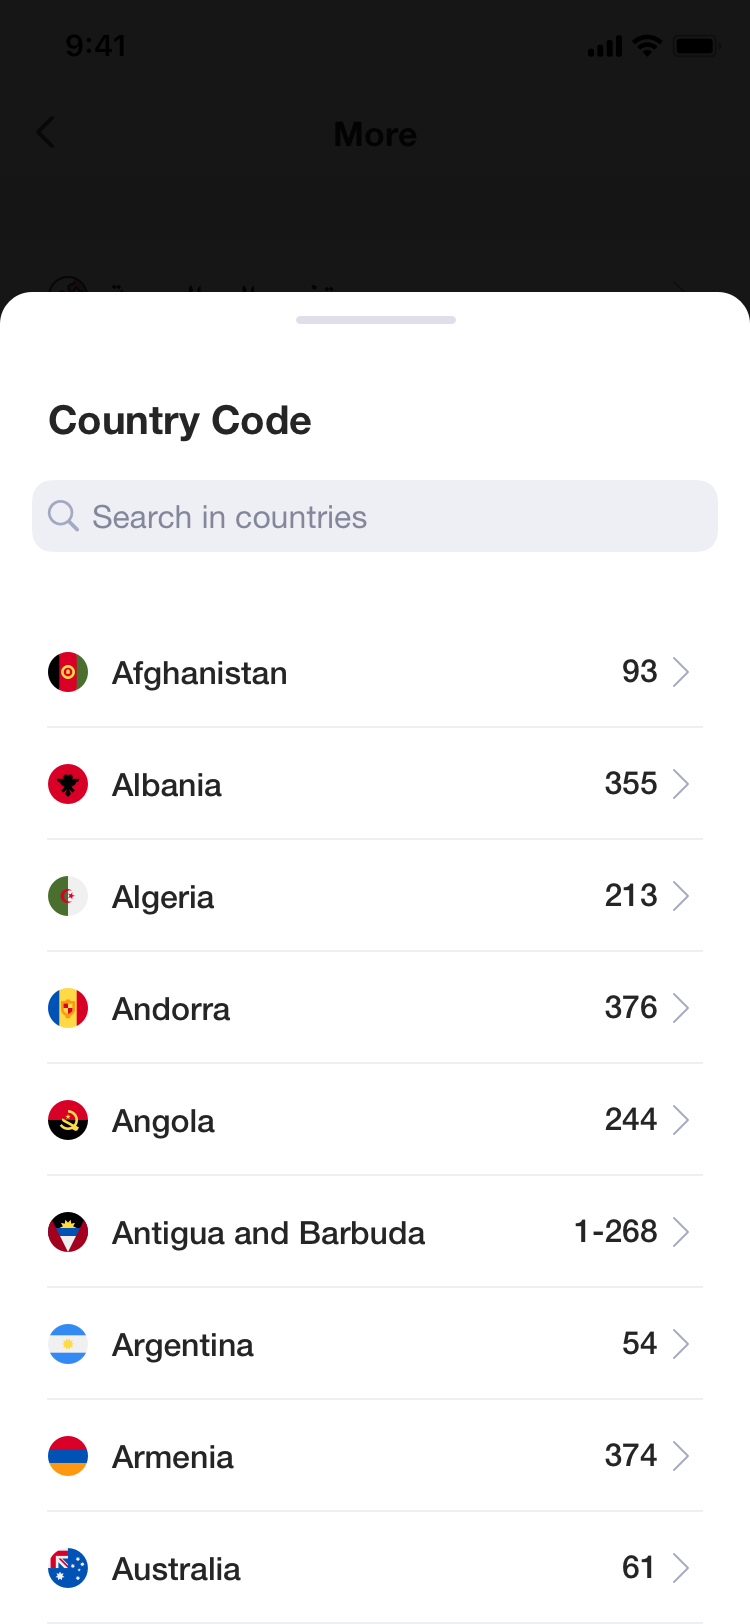 9:41
More
Country Code
Search in countries
Afghanistan 93
Albania 355
Algeria 213
Andorra 376
Angola 244
Antigua and Barbuda 1-268
Argentina 54
Armenia 374
Australia 61